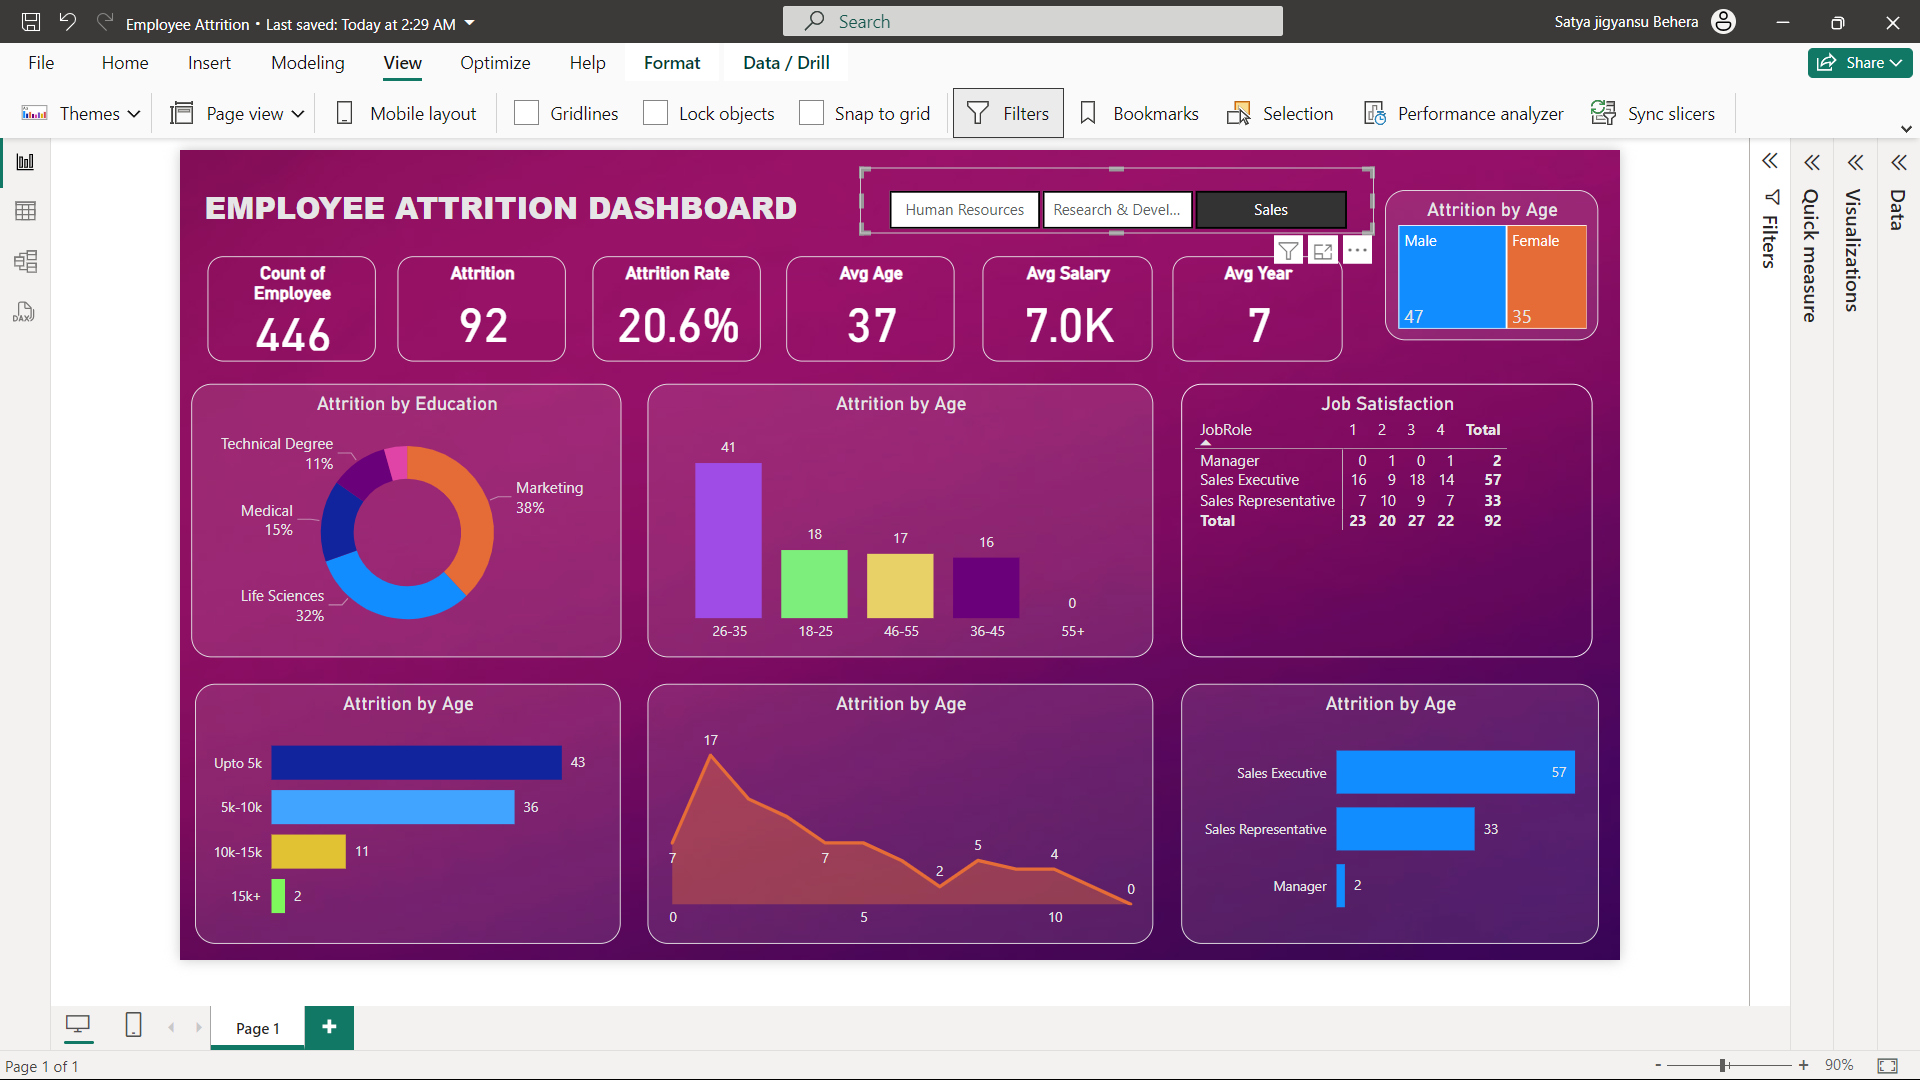 Employee Attrition • Last saved: Today at 2:29 AM
Search
Satya jigyansu Behera
File Home Insert Modeling View Optimize Help Format Data / Drill
Share
Themes Page view Mobile layout Gridlines Lock objects Snap to grid Filters Bookmarks Selection Performance analyzer Sync slicers
DAX
EMPLOYEE ATTRITION DASHBOARD
Human Resources Research & Devel... Sales
Count of
Employee
446
Attrition
92
Attrition Rate
20.6%
Avg Age
37
Avg Salary
7.0K
Avg Year
7
Attrition by Age
Male Female
47 35
Attrition by Education
Technical Degree
11%
Marketing
38%
Medical
15%
Life Sciences
32%
Attrition by Age
41
18
17
16
0
26-35 18-25 46-55 36-45 55+
Job Satisfaction
JobRole 1 2 3 4 Total
Manager 0 1 0 1 2
Sales Executive 16 9 18 14 57
Sales Representative 7 10 9 7 33
Total 23 20 27 22 92
Attrition by Age
Upto 5k 43
5k-10k 36
10k-15k 11
15k+ 2
Attrition by Age
17
7
7
2
5
4
0
0 5 10
Attrition by Age
Sales Executive 57
Sales Representative 33
Manager 2
Filters
Quick measure
Visualizations
Data
Page 1
+
Page 1 of 1
- + 90%